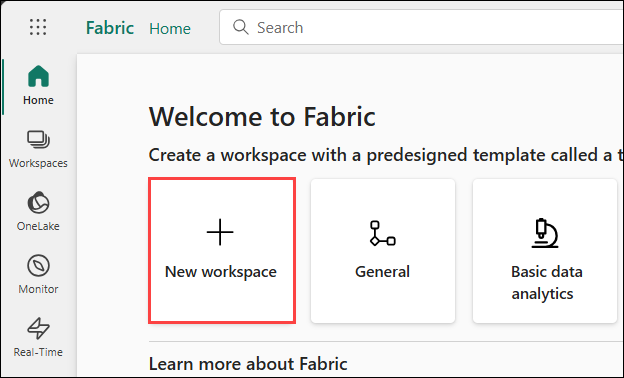 Fabric Home Search
Home
Workspaces
OneLake
Monitor
Real-Time
Welcome to Fabric
Create a workspace with a predesigned template called a t
New workspace
General
Basic data
analytics
Learn more about Fabric